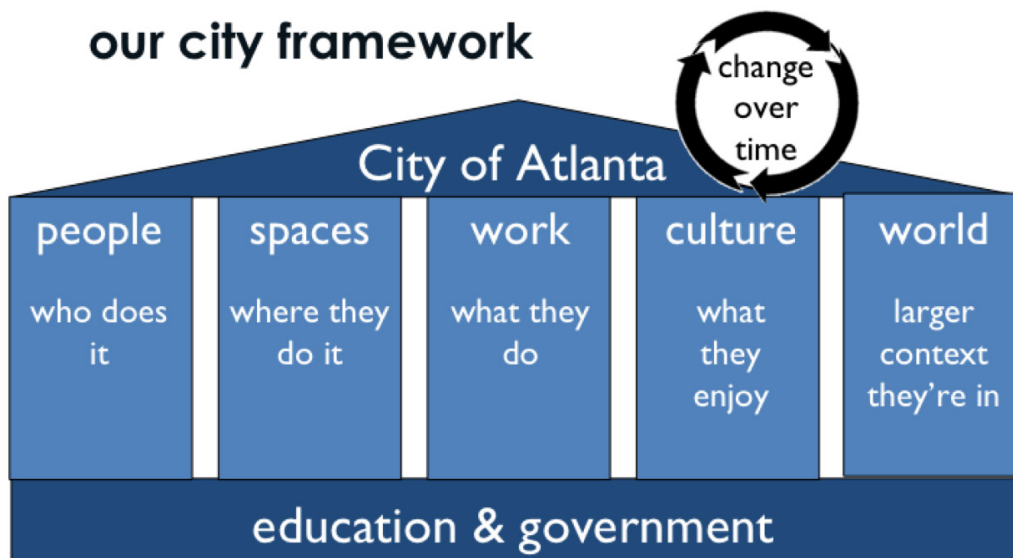 our city framework
change
over
time
City of Atlanta
people
who does
it
spaces
where they
do it
work
what they
do
culture
what
they
enjoy
world
larger
context
they're in
education & government